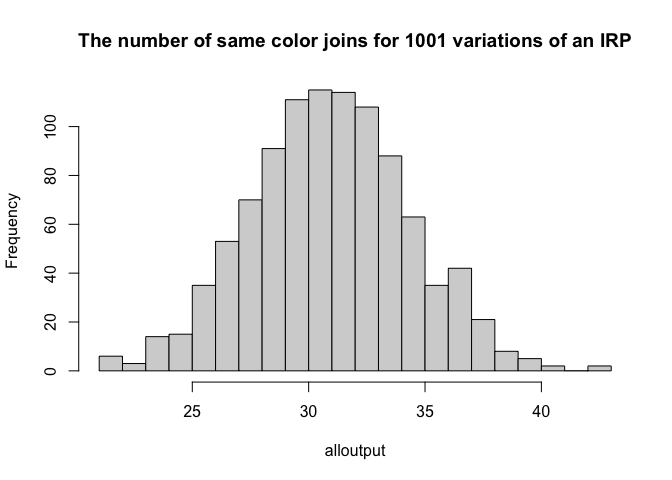 The number of same color joins for 1001 variations of an IRP
Frequency
100
80
60
40
20
0
25 30 35 40
alloutput